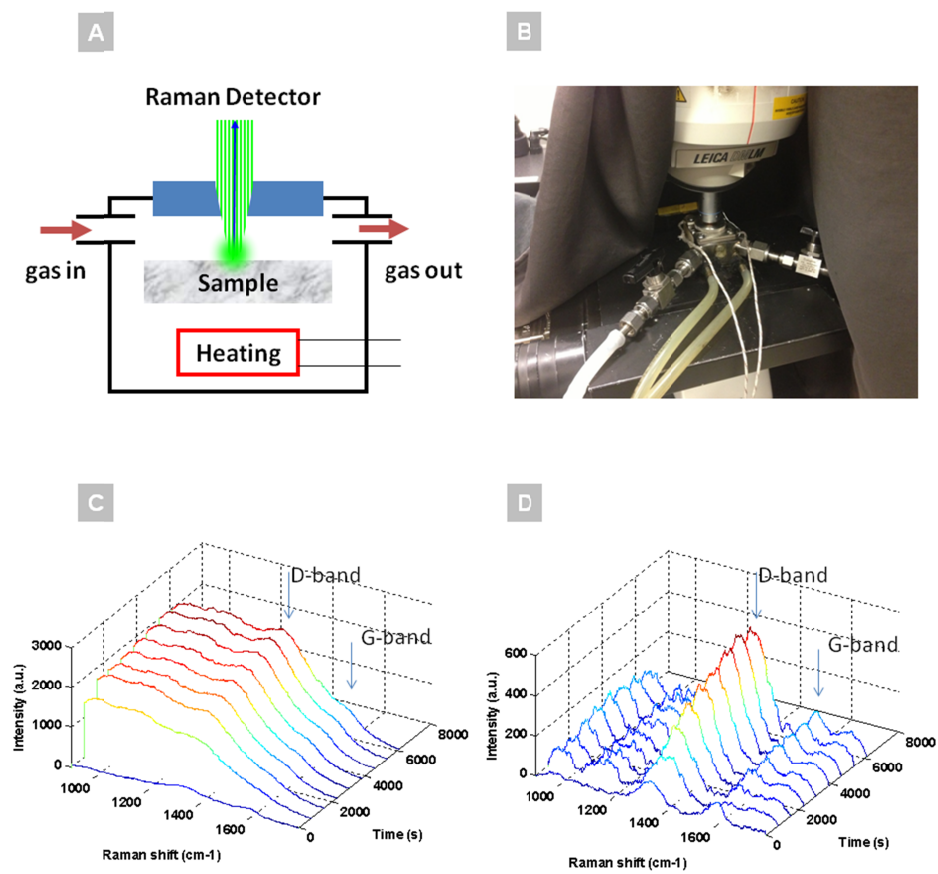 A
Raman Detector
gas in
gas out
Sample
Heating
B
LEICA DMLM
C
D-band
G-band
3000
2000
1000
0
Intensity (a.u.)
1000
1200
1400
1600
Raman shift (cm-1)
0
2000
4000
6000
8000
Time (s)
D
D-band
G-band
600
400
200
0
Intensity (a.u.)
1000
1200
1400
1600
Raman shift (cm-1)
0
2000
4000
6000
8000
Time (s)